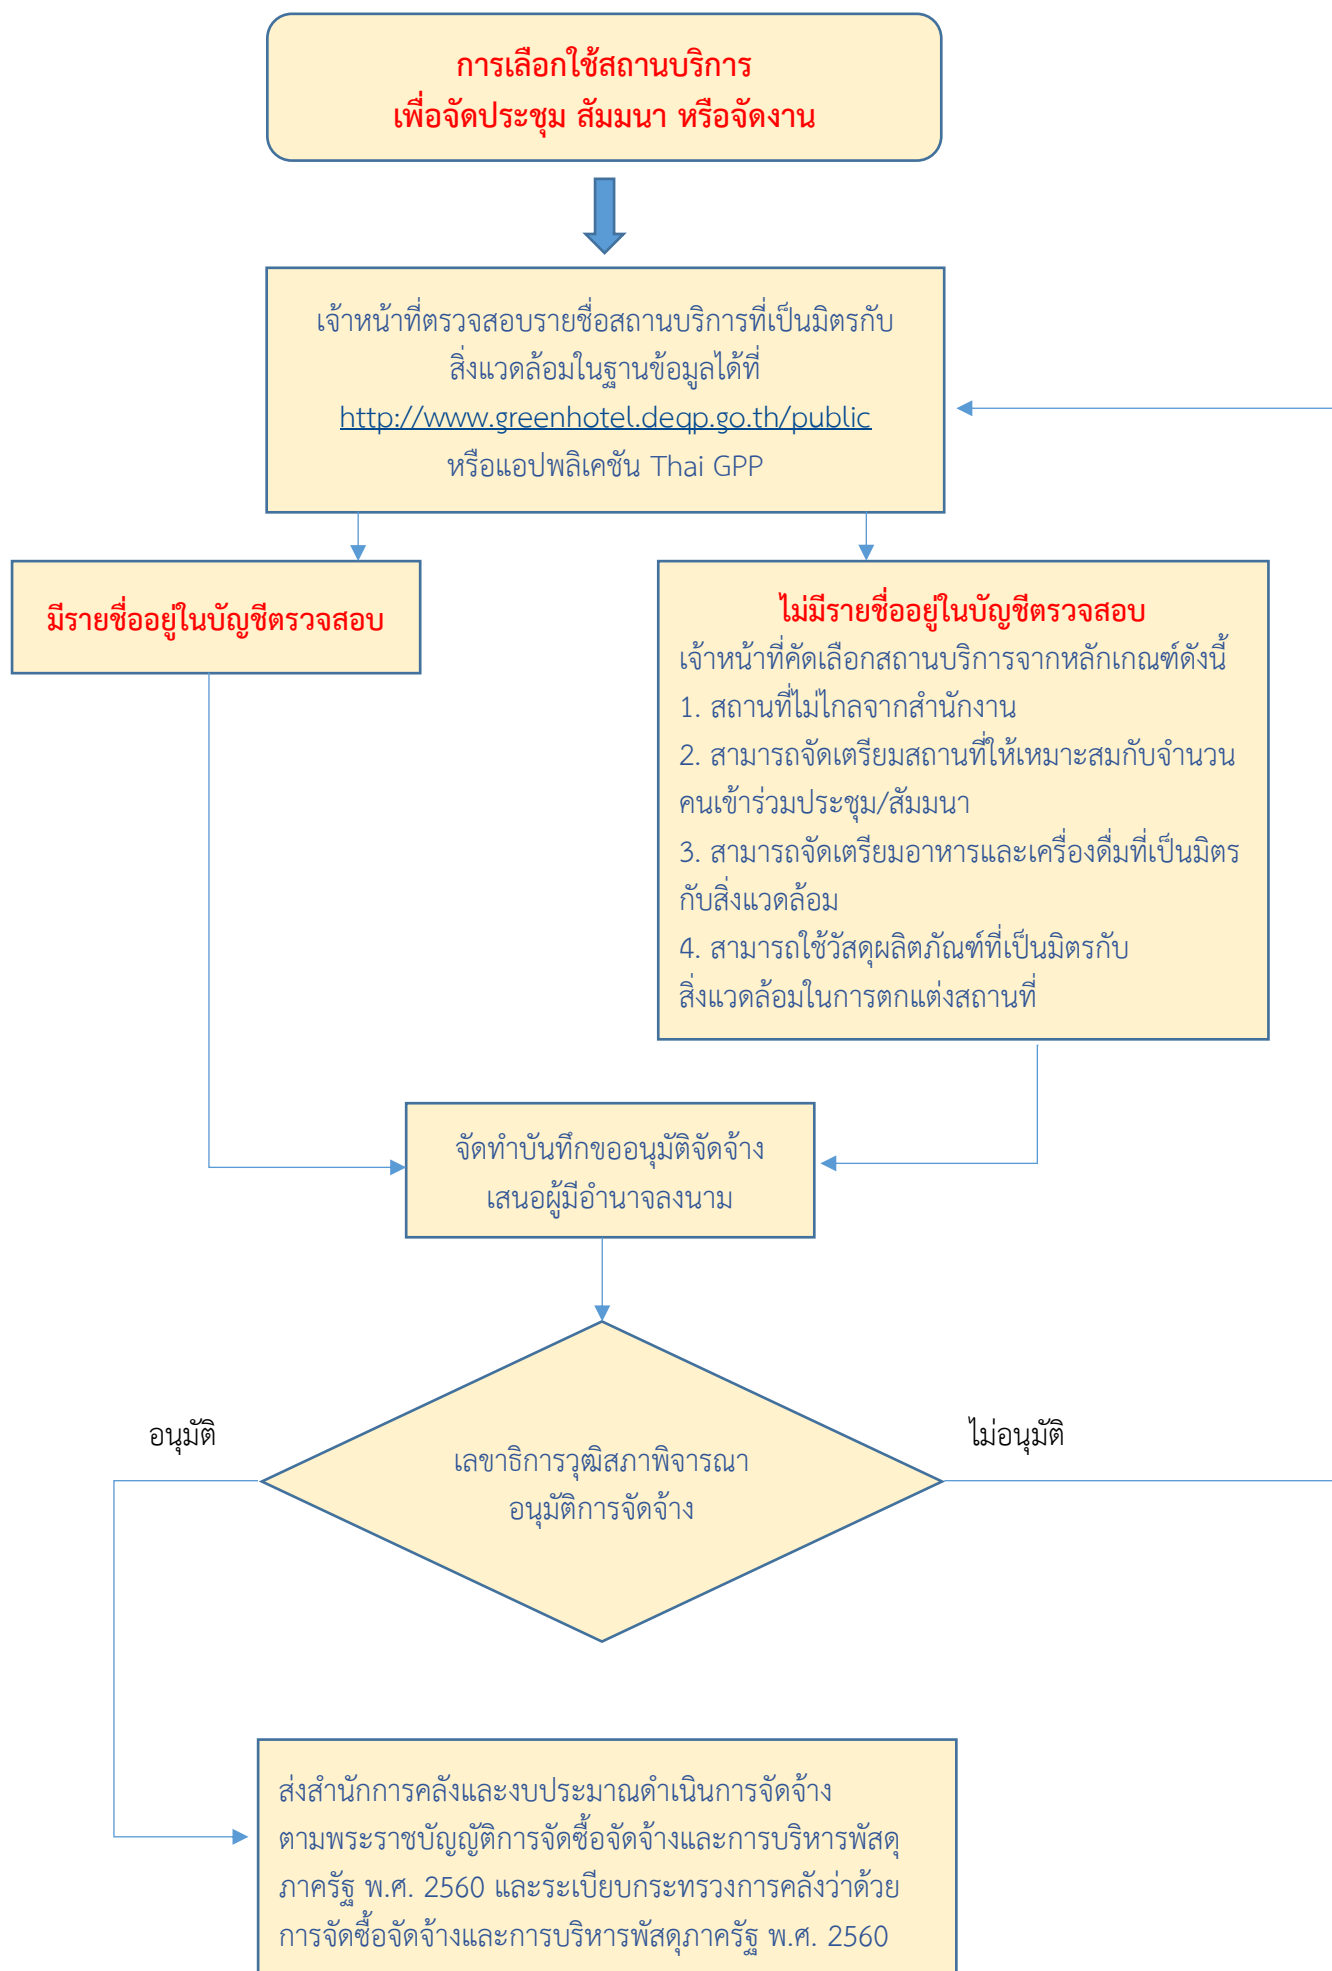 การเลือกใช้สถานบริการ
เพื่อจัดประชุม สัมมนา หรือจัดงาน
เจ้าหน้าที่ตรวจสอบรายชื่อสถานบริการที่เป็นมิตรกับ
สิ่งแวดล้อมในฐานข้อมูลได้ที่
http://www.greenhotel.deqp.go.th/public
หรือแอปพลิเคชัน Thai GPP
มีรายชื่ออยู่ในบัญชีตรวจสอบ
ไม่มีรายชื่ออยู่ในบัญชีตรวจสอบ
เจ้าหน้าที่คัดเลือกสถานบริการจากหลักเกณฑ์ดังนี้
1. สถานที่ไม่ไกลจากสำนักงาน
2. สามารถจัดเตรียมสถานที่ให้เหมาะสมกับจำนวน
คนเข้าร่วมประชุม/สัมมนา
3. สามารถจัดเตรียมอาหารและเครื่องดื่มที่เป็นมิตร
กับสิ่งแวดล้อม
4. สามารถใช้วัสดุผลิตภัณฑ์ที่เป็นมิตรกับ
สิ่งแวดล้อมในการตกแต่งสถานที่
จัดทำบันทึกขออนุมัติจัดจ้าง
เสนอผู้มีอำนาจลงนาม
อนุมัติ
ไม่อนุมัติ
เลขาธิการวุฒิสภาพิจารณา
อนุมัติการจัดจ้าง
ส่งสำนักการคลังและงบประมาณดำเนินการจัดจ้าง
ตามพระราชบัญญัติการจัดซื้อจัดจ้างและการบริหารพัสดุ
ภาครัฐ พ.ศ. 2560 และระเบียบกระทรวงการคลังว่าด้วย
การจัดซื้อจัดจ้างและการบริหารพัสดุภาครัฐ พ.ศ. 2560